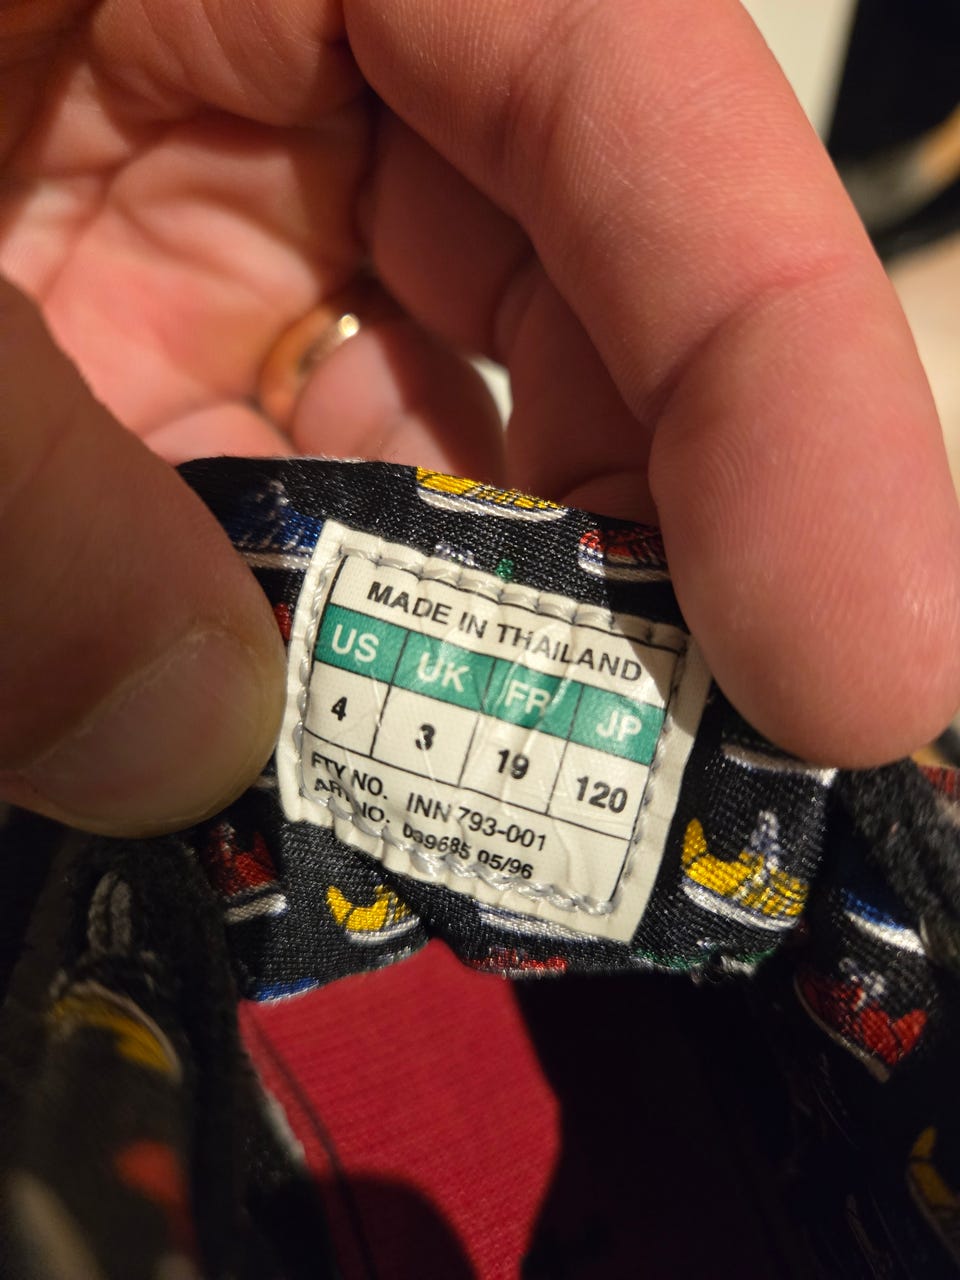 MADE IN THAILAND
US UK FR JP
4 3 19 120
FTY NO. INN 793-001
ART NO. 039685 05/96